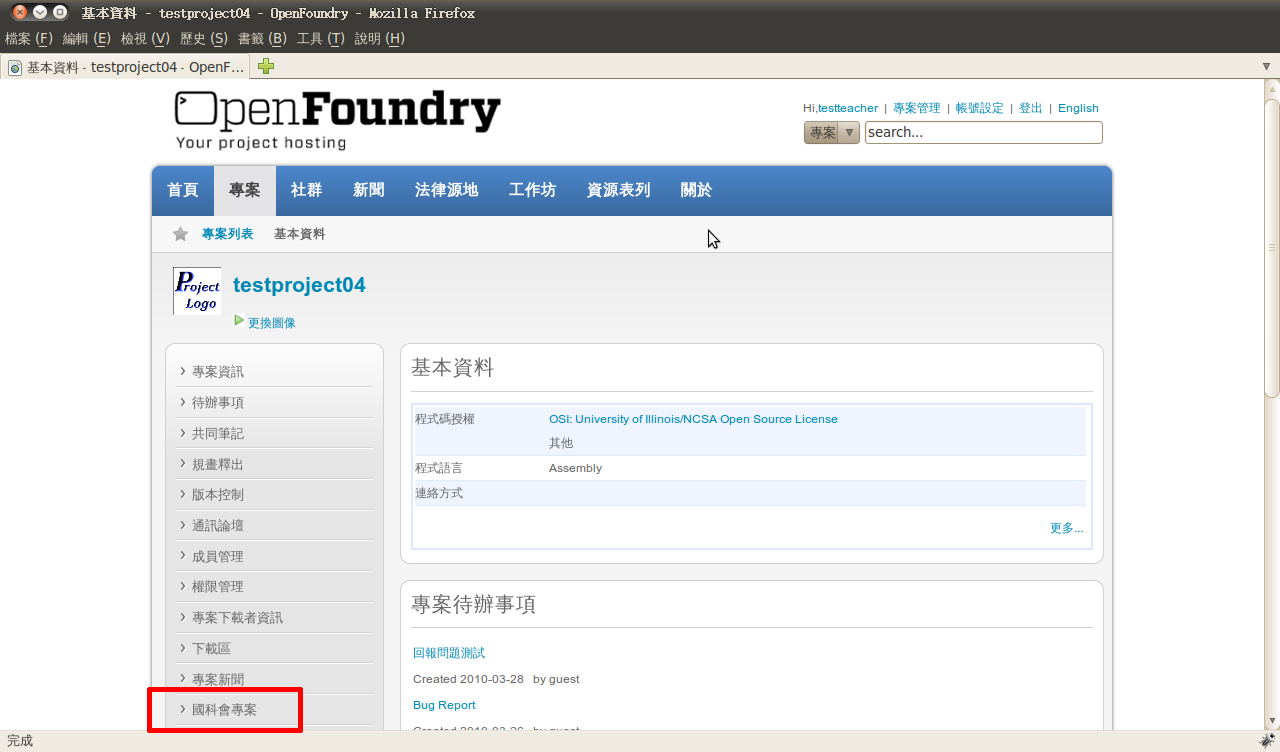 基本資料 - testproject04 - OpenFoundry - Mozilla Firefox
檔案 (F) 編輯 (E) 檢視 (V) 歷史 (S) 書籤 (B) 工具 (T) 說明 (H)
基本資料 - testproject04 - OpenF...
OpenFoundry
Your project hosting
Hi,testteacher | 專案管理 | 帳號設定 | 登出 | English
專案 search...
首頁 專案 社群 新聞 法律源地 工作坊 資源表列 關於
專案列表 基本資料
Project Logo
testproject04
更換圖像
專案資訊
待辦事項
共同筆記
規畫釋出
版本控制
通訊論壇
成員管理
權限管理
專案下載者資訊
下載區
專案新聞
國科會專案
基本資料
程式碼授權 OSI: University of Illinois/NCSA Open Source License
其他
程式語言 Assembly
連絡方式
更多...
專案待辦事項
回報問題測試
Created 2010-03-28 by guest
Bug Report
Created 2010-03-26 by guest
完成